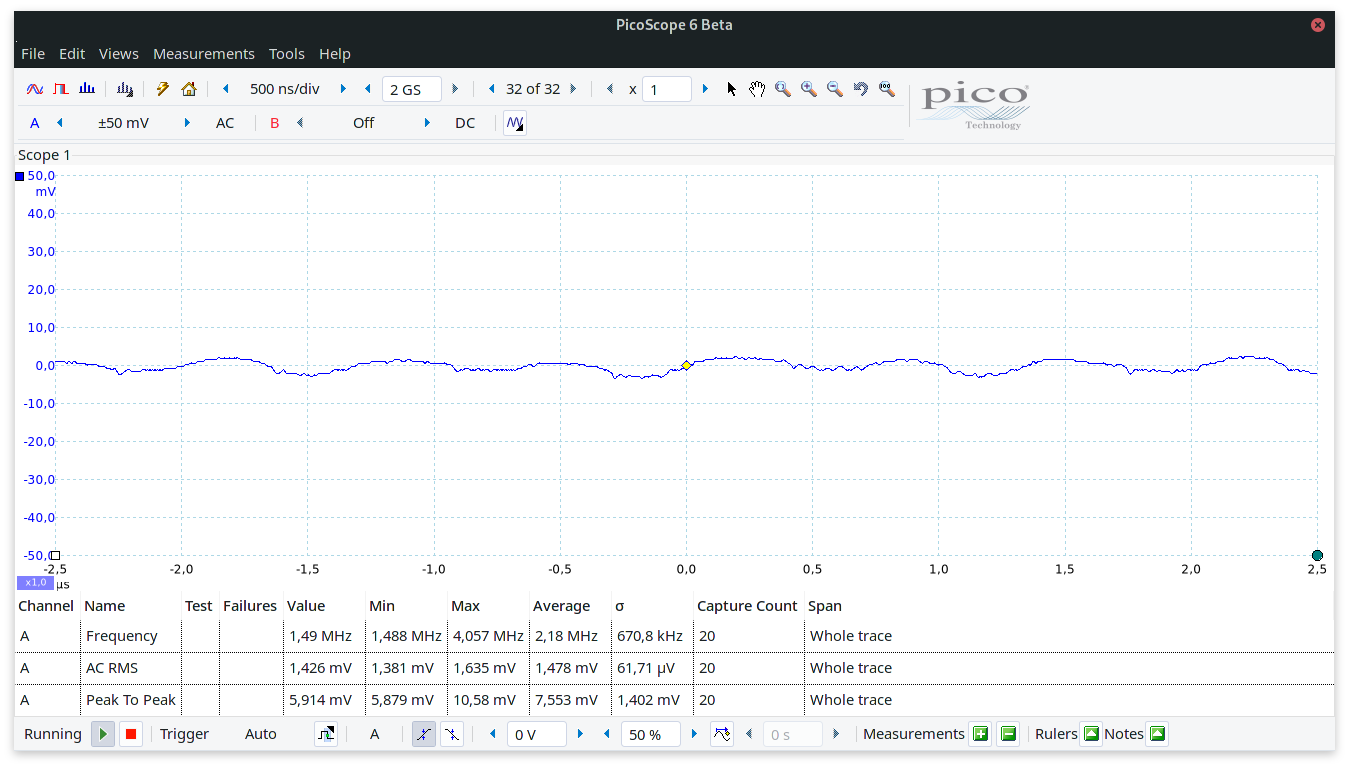 PicoScope 6 Beta
File Edit Views Measurements Tools Help
500 ns/div 2 GS 32 of 32 x 1
pico
Technology
A ±50 mV AC B Off DC
Scope 1
50,0
mV
40,0
30,0
20,0
10,0
0,0
-10,0
-20,0
-30,0
-40,0
-50,0
-2,5 -2,0 -1,5 -1,0 -0,5 0,0 0,5 1,0 1,5 2,0 2,5
x1,0 µs
Channel Name Test Failures Value Min Max Average σ Capture Count Span
A Frequency 1,49 MHz 1,488 MHz 4,057 MHz 2,18 MHz 670,8 kHz 20 Whole trace
A AC RMS 1,426 mV 1,381 mV 1,635 mV 1,478 mV 61,71 µV 20 Whole trace
A Peak To Peak 5,914 mV 5,879 mV 10,58 mV 7,553 mV 1,402 mV 20 Whole trace
Running Trigger Auto A 0 V 50 % 0 s Measurements Rulers Notes